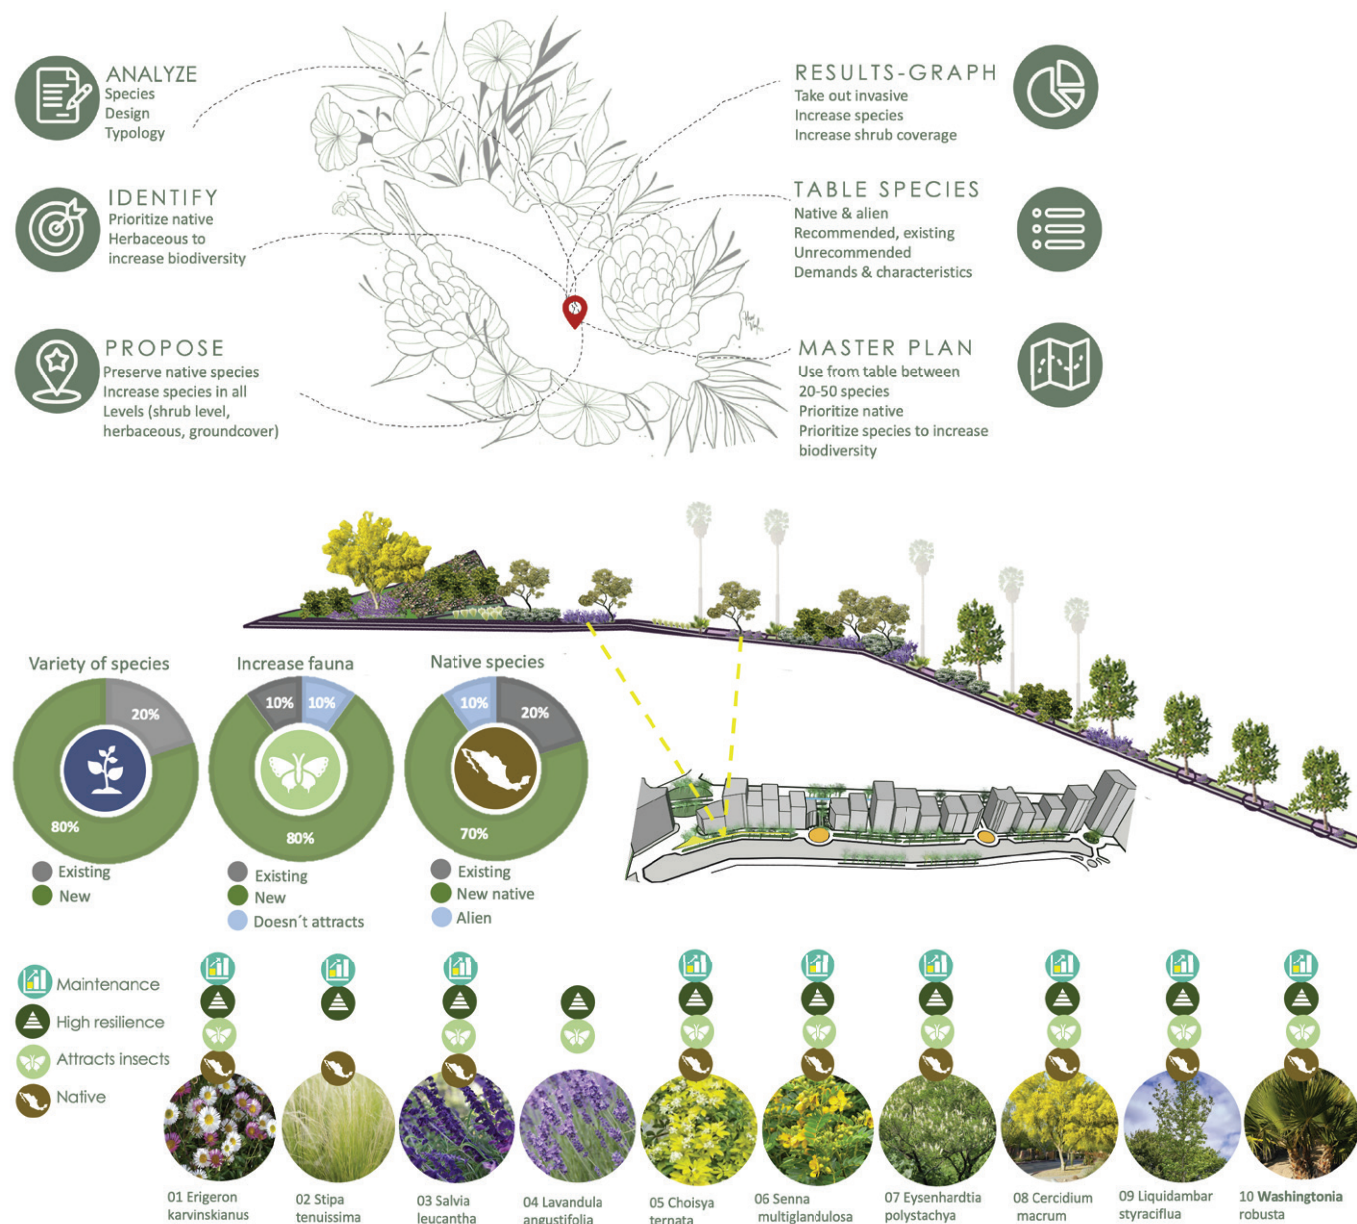 ANALYZE
Species
Design
Typology
IDENTIFY
Prioritize native
Herbaceous to
increase biodversity
PROPOSE
Preserve native species
Increase species in all
Levels (shrub level,
herbaceous, groundcover)
RESULTS-GRAPH
Take out invasive
Increase species
Increase shrub coverage
TABLE SPECIES
Native & alien
Recommended, existing
Unrecommended
Demands & characteristics
MASTER PLAN
Use from table between
20-50 species
Prioritize native
Prioritize species to increase
biodversity
Variety of species
20%
80%
Existing
New
Increase fauna
10%
10%
80%
Existing
New
Doesn´t attracts
Native species
10%
20%
70%
Existing
New native
Alien
Maintenance
High resilience
Attracts insects
Native
01 Erigeron
karvinskianus
02 Stipa
tenuissima
03 Salvia
leucantha
04 Lavandula
angustifolia
05 Choisya
ternata
06 Senna
multiglandulosa
07 Eysenhardtia
polystachya
08 Cercidium
macrum
09 Liquidambar
styraciflua
10 Washingtonia
robusta